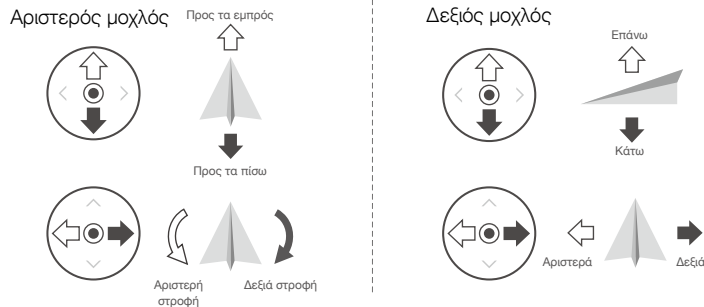 Αριστερός μοχλός
Προς τα εμπρός
Προς τα πίσω
Αριστερή
στροφή
Δεξιά στροφή
Δεξιός μοχλός
Επάνω
Κάτω
Αριστερά
Δεξιά